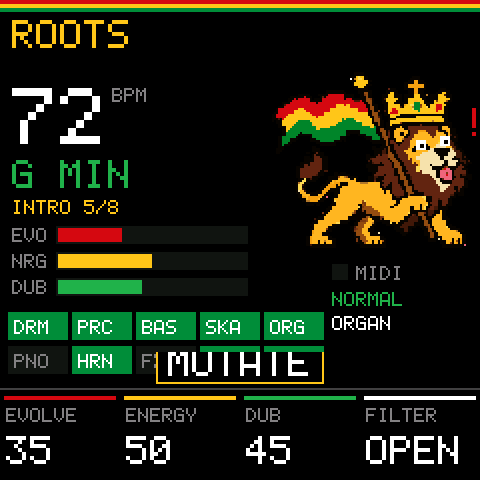 ROOTS
72 BPM
G MIN
INTRO 5/8
EVO
NRG
DUB
MIDI
NORMAL
ORGAN
DRM PRC BAS SKA ORG
PNO HRN
MUTATE
EVOLVE ENERGY DUB FILTER
35 50 45 OPEN
!